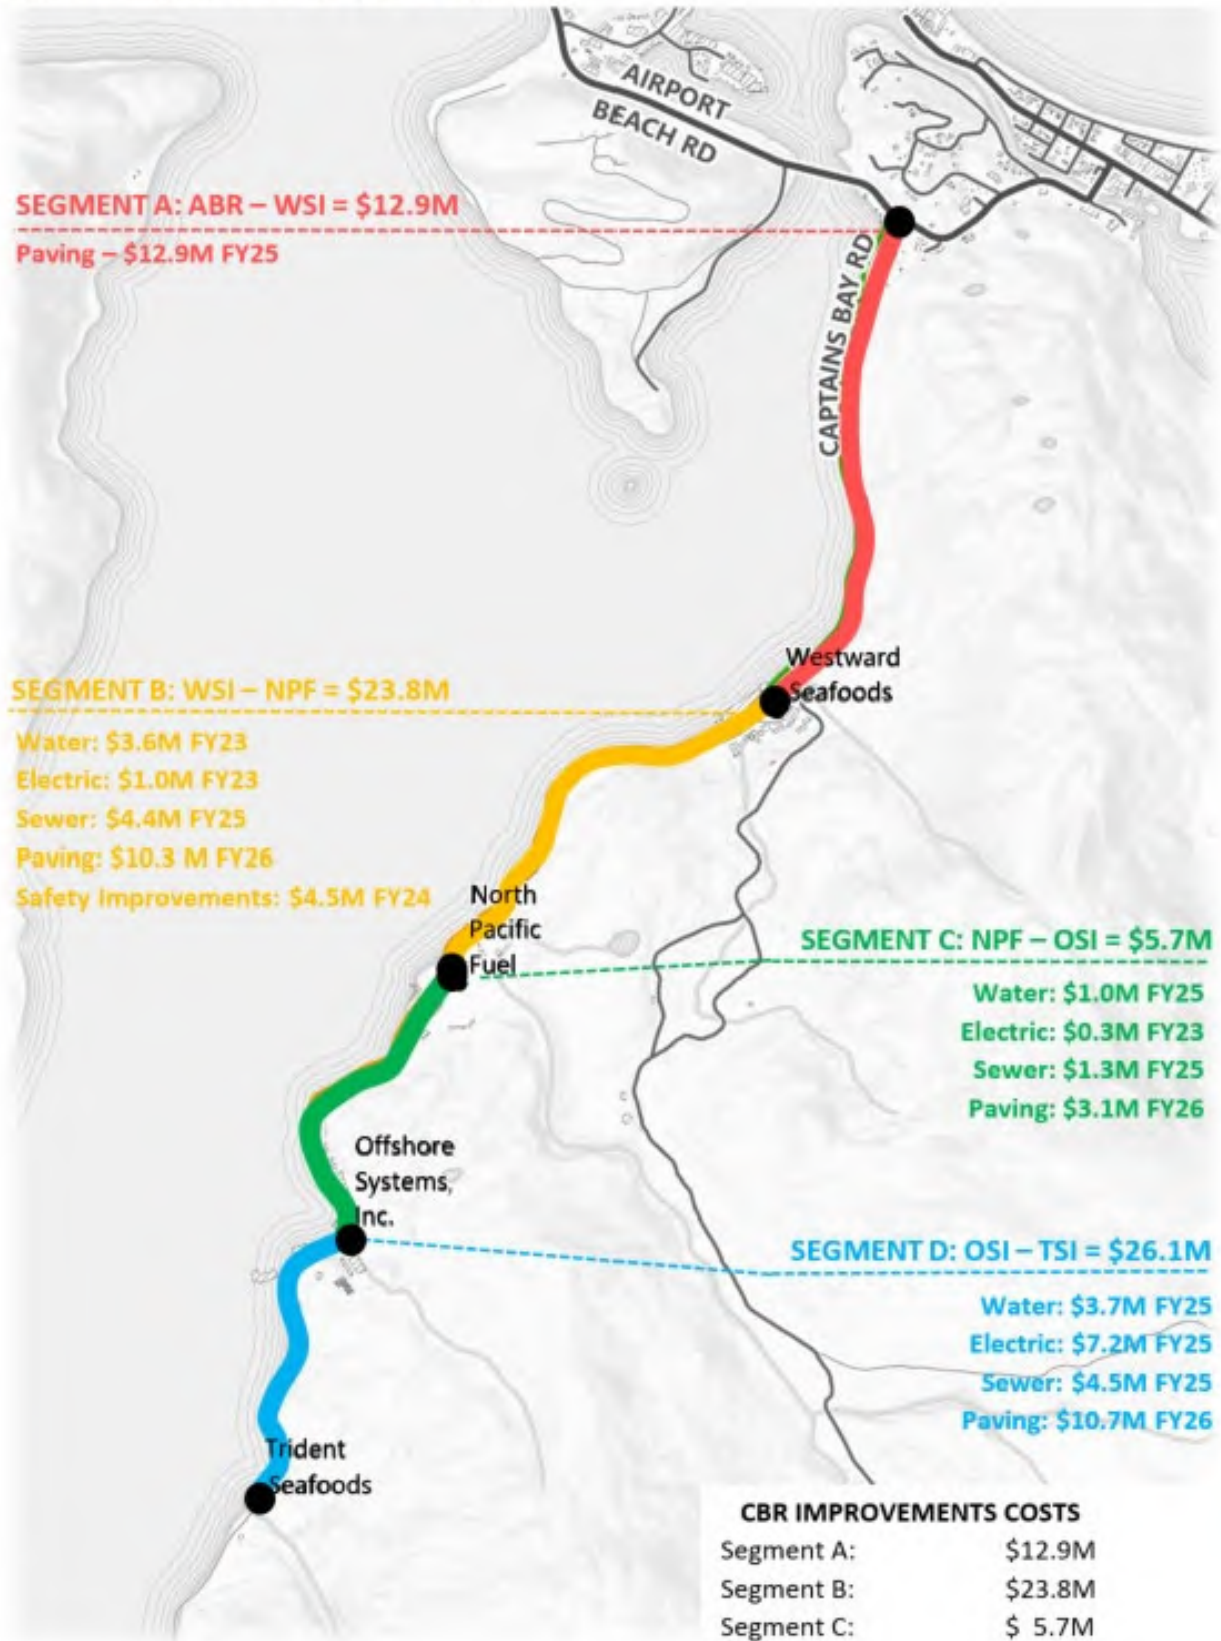 AIRPORT
BEACH RD
SEGMENT A: ABR – WSI = $12.9M
Paving – $12.9M FY25
CAPTAINS BAY RD
Westward
Seafoods
SEGMENT B: WSI – NPF = $23.8M
Water: $3.6M FY23
Electric: $1.0M FY23
Sewer: $4.4M FY25
Paving: $10.3 M FY26
Safety Improvements: $4.5M FY24
North
Pacific
Fuel
SEGMENT C: NPF – OSI = $5.7M
Water: $1.0M FY25
Electric: $0.3M FY23
Sewer: $1.3M FY25
Paving: $3.1M FY26
Offshore
Systems,
Inc.
SEGMENT D: OSI – TSI = $26.1M
Water: $3.7M FY25
Electric: $7.2M FY25
Sewer: $4.5M FY25
Paving: $10.7M FY26
Trident
Seafoods
CBR IMPROVEMENTS COSTS
Segment A: $12.9M
Segment B: $23.8M
Segment C: $ 5.7M